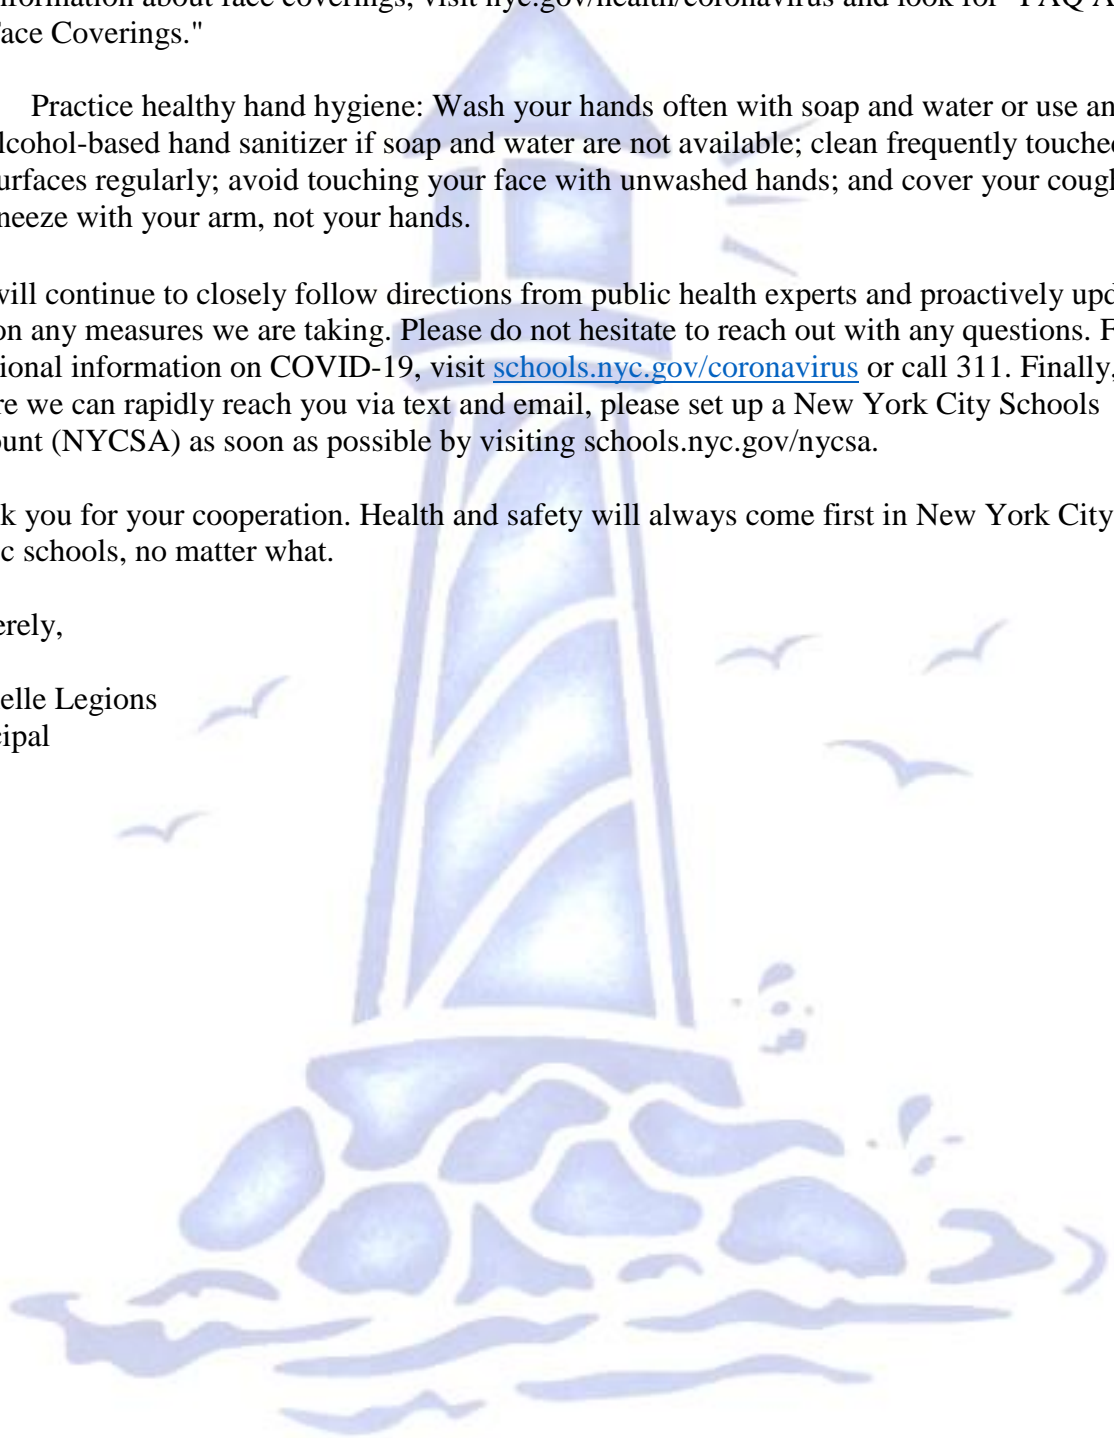 information about face coverings, visit nyc.gov/health/coronavirus and look for "FAQ A
ace Coverings."
Practice healthy hand hygiene: Wash your hands often with soap and water or use an
lcohol-based hand sanitizer if soap and water are not available; clean frequently touched
urfaces regularly; avoid touching your face with unwashed hands; and cover your cough
neeze with your arm, not your hands.
will continue to closely follow directions from public health experts and proactively upd
on any measures we are taking. Please do not hesitate to reach out with any questions. F
tional information on COVID-19, visit schools.nyc.gov/coronavirus or call 311. Finally,
re we can rapidly reach you via text and email, please set up a New York City Schools
ount (NYCSA) as soon as possible by visiting schools.nyc.gov/nycsa.
k you for your cooperation. Health and safety will always come first in New York City
c schools, no matter what.
erely,
elle Legions
cipal